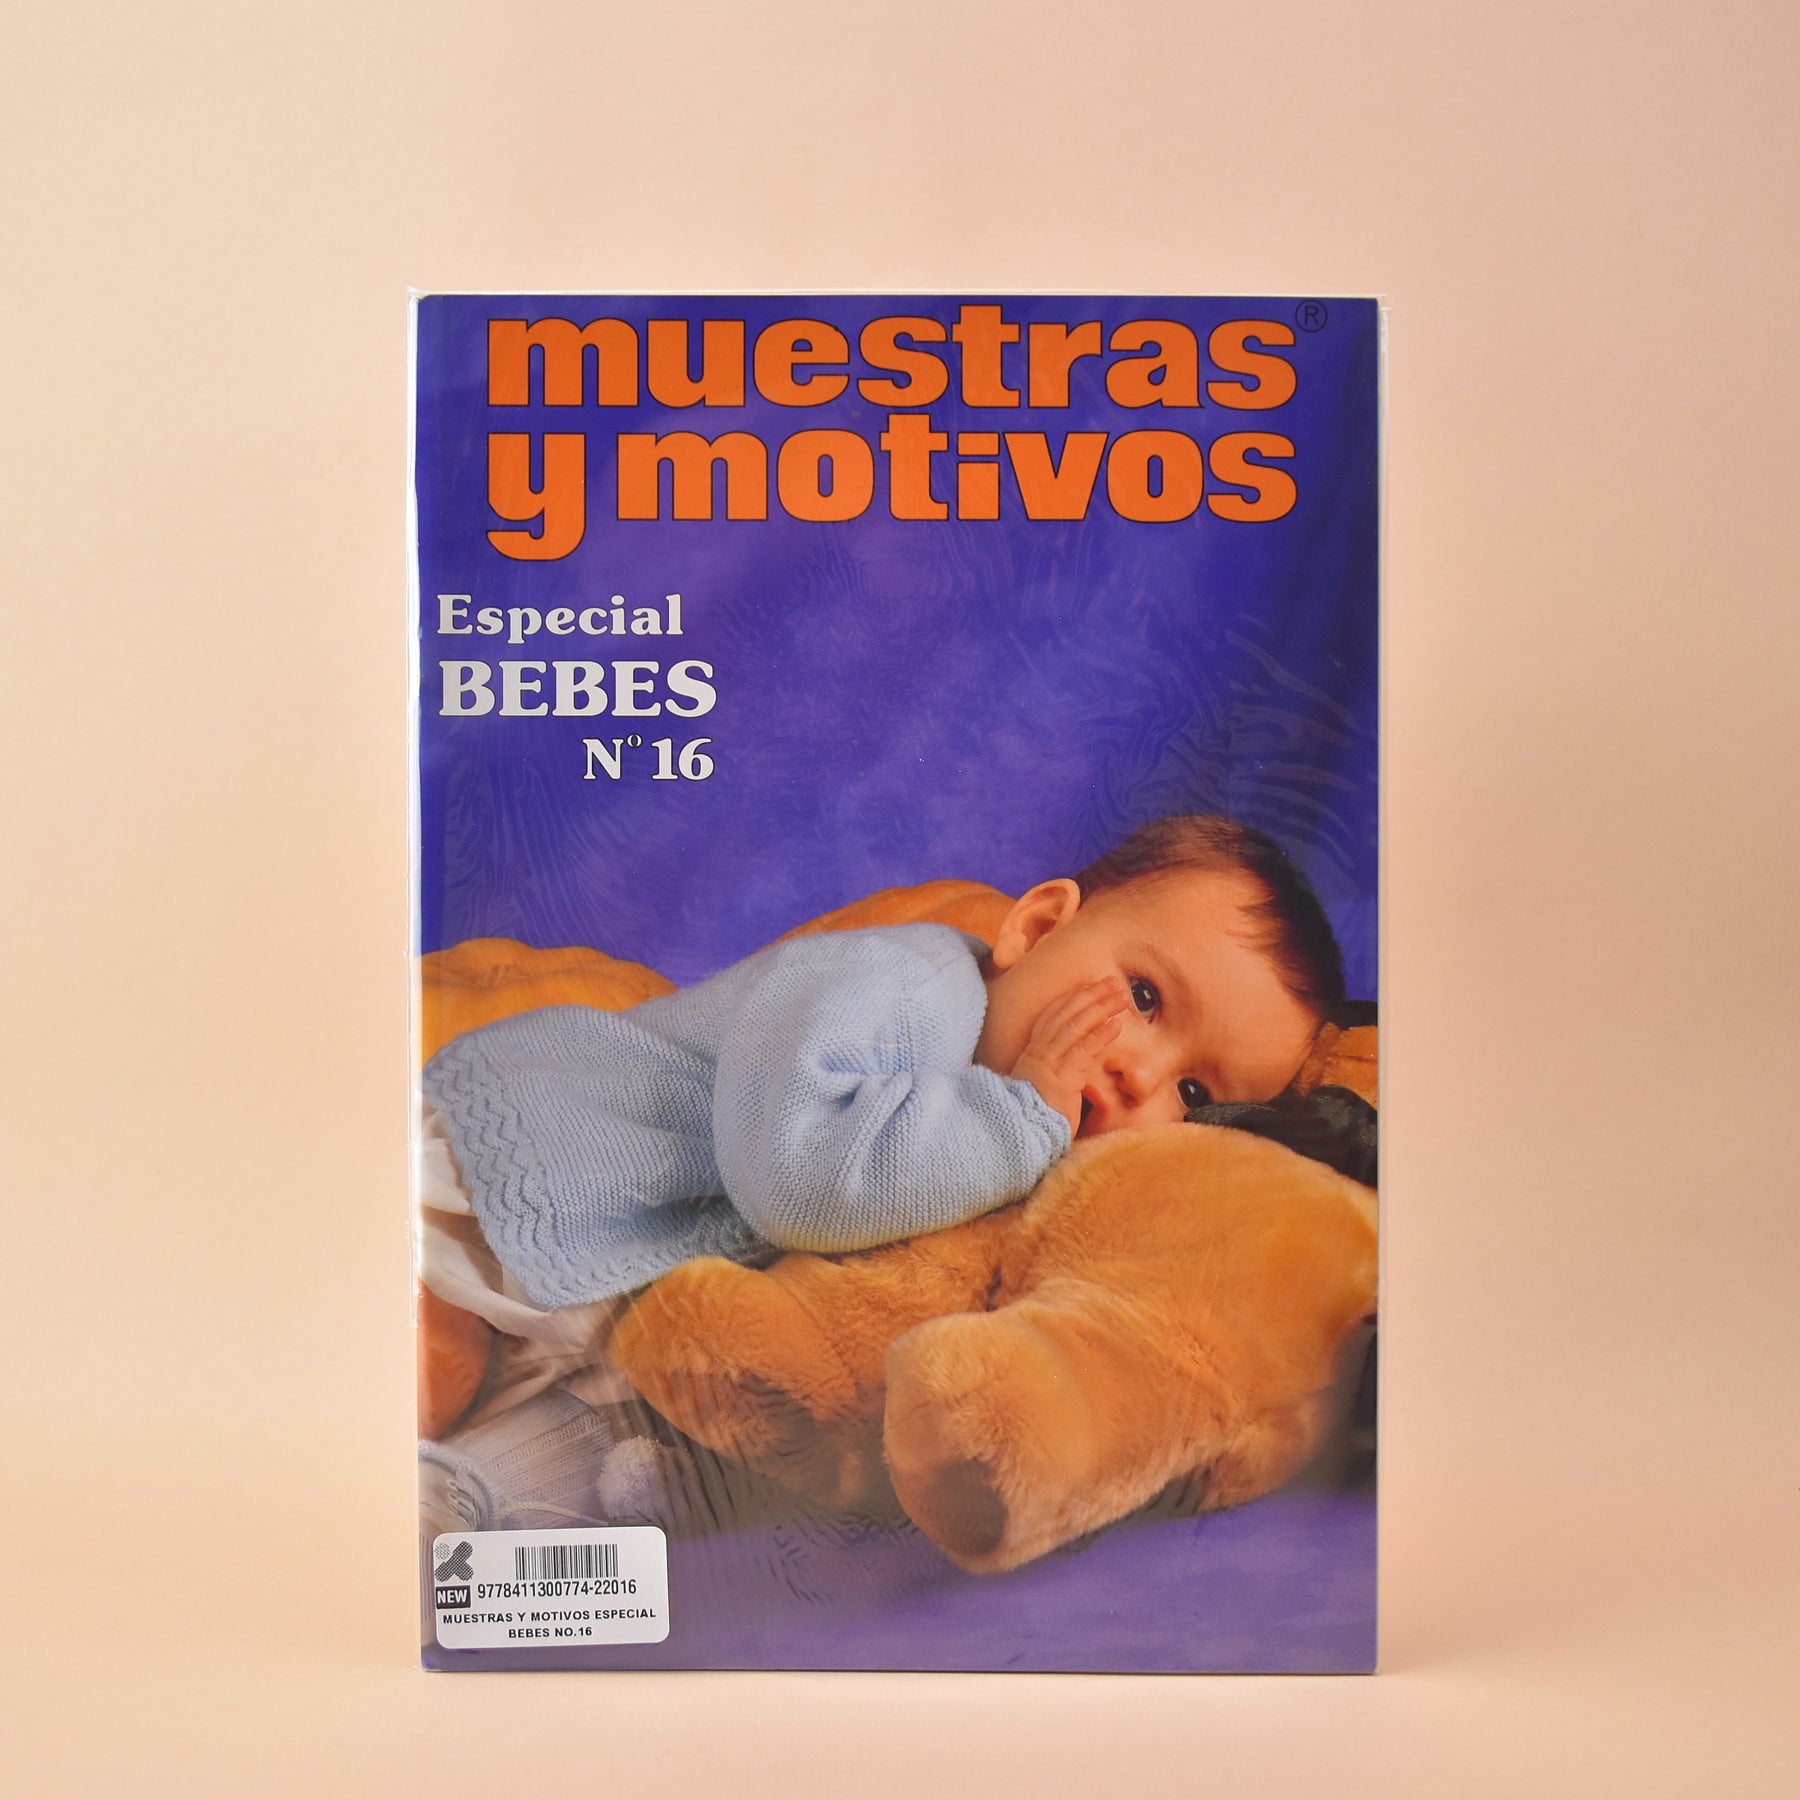 muestras®
y motivos
Especial
BEBES
Nº 16
NEW 9778411300774-22016
MUESTRAS Y MOTIVOS ESPECIAL
BEBES NO.16